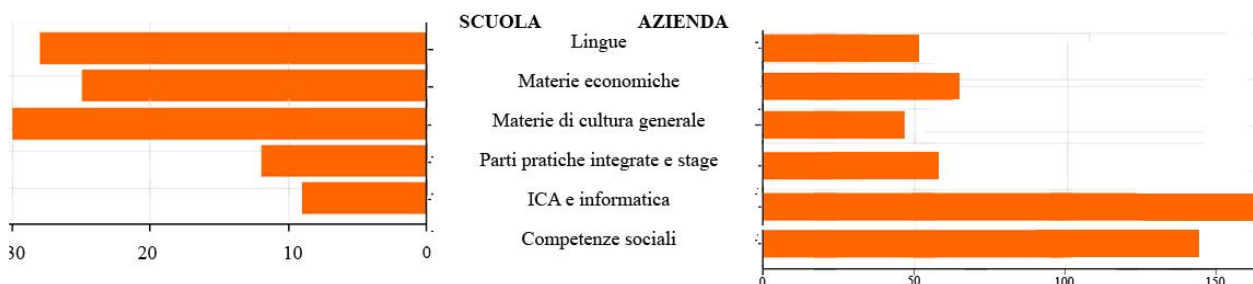 SCUOLA AZIENDA
Lingue
Materie economiche
Materie di cultura generale
Parti pratiche integrate e stage
ICA e informatica
Competenze sociali
30 20 10 0
0 50 100 150